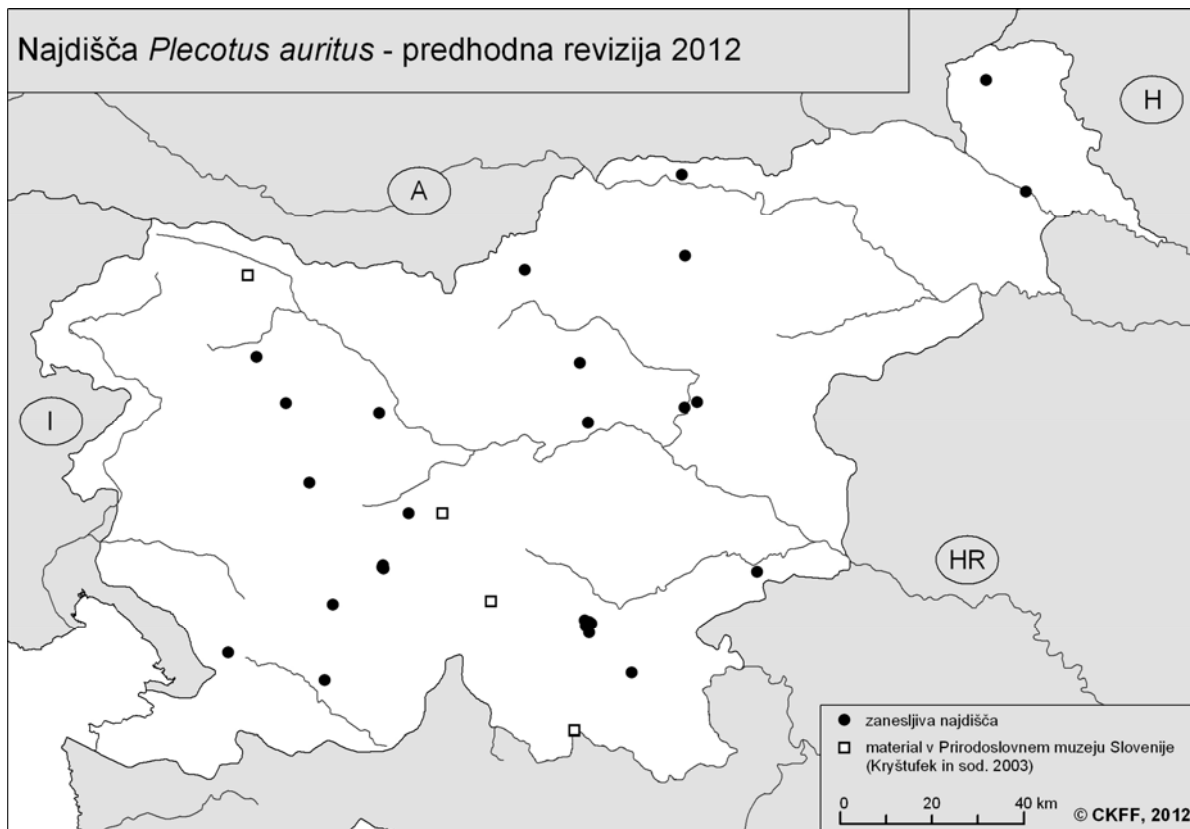 Najdišča Plecotus auritus - predhodna revizija 2012
H
A
I
HR
zanesljiva najdišča
material v Prirodoslovnem muzeju Slovenije
(Kryštufek in sod. 2003)
0 20 40 km
© CKFF, 2012